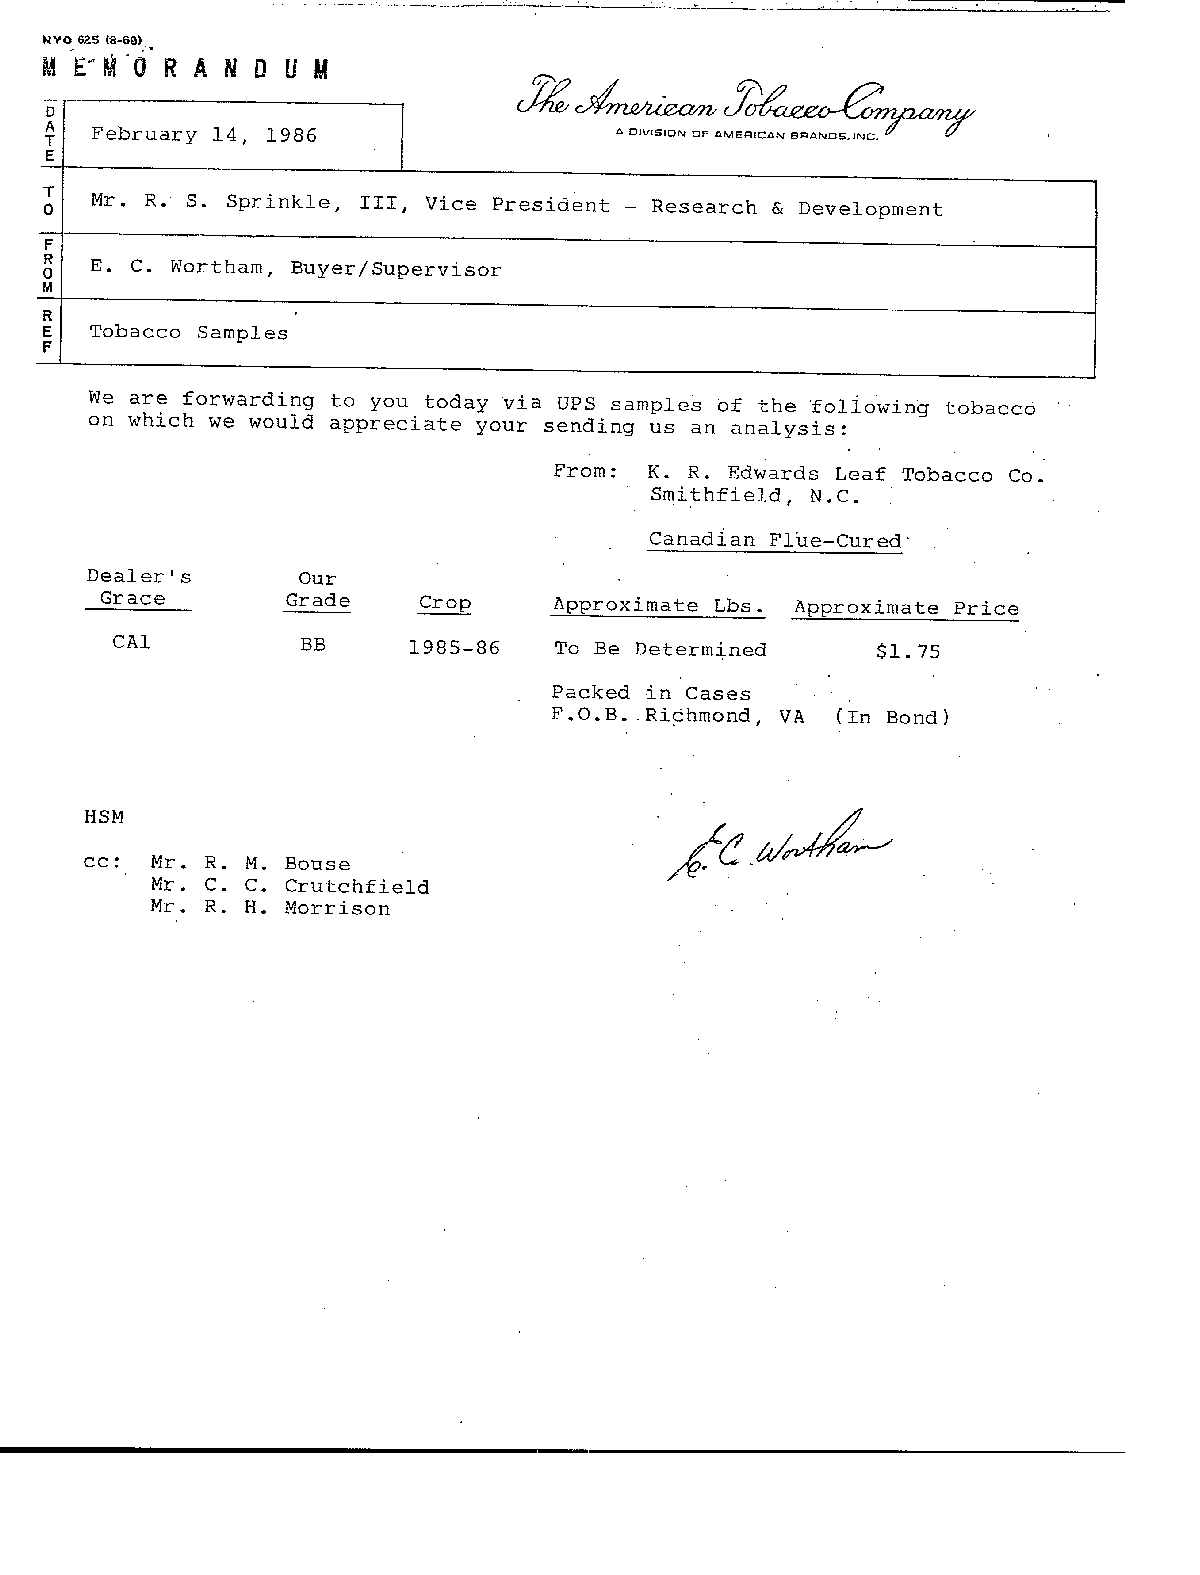 NYO 625 (8-69)
MEMORANDUM
The American Tobacco Company
A DIVISION OF AMERICAN BRANDS, INC.
DATE February 14, 1986
TO Mr. R. S. Sprinkle, III, Vice President - Research & Development
FROM E. C. Wortham, Buyer/Supervisor
REF Tobacco Samples
We are forwarding to you today via UPS samples of the following tobacco
on which we would appreciate your sending us an analysis:
From: K. R. Edwards Leaf Tobacco Co.
Smithfield, N.C.
Canadian Flue-Cured
Dealer's Our
Grace Grade Crop Approximate Lbs. Approximate Price
CA1 BB 1985-86 To Be Determined $1.75
Packed in Cases
F.O.B. Richmond, VA (In Bond)
HSM
E. C. Wortham
cc: Mr. R. M. Bouse
Mr. C. C. Crutchfield
Mr. R. H. Morrison